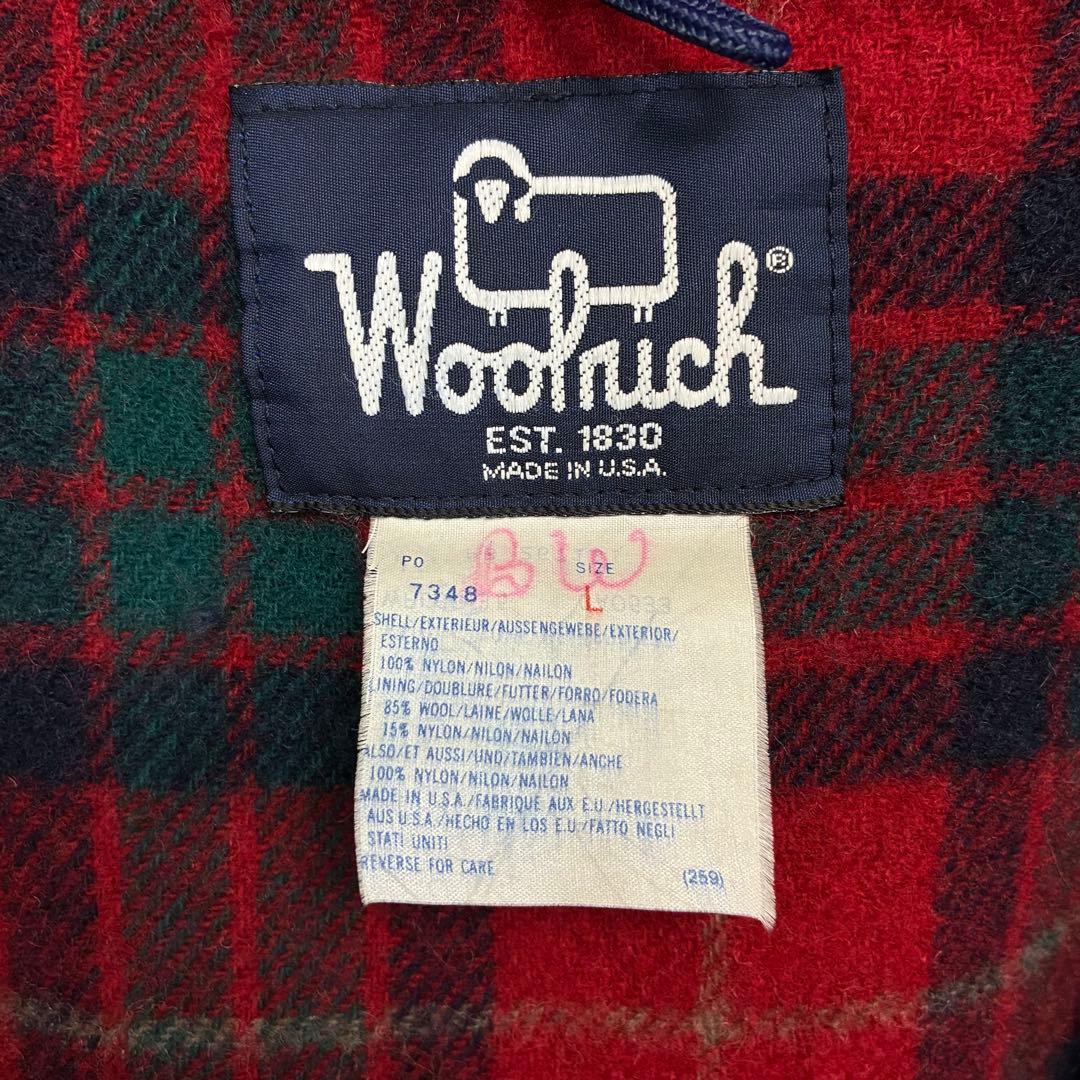 Woolrich®
EST. 1830
MADE IN U.S.A.
BW
PO SIZE
7348 L
SHELL/EXTERIEUR/AUSSENGEWEBE/EXTERIOR/
ESTERNO
100% NYLON/NILON/NAILON
LINING/DOUBLURE/FUTTER/FORRO/FODERA
85% WOOL/LAINE/WOLLE/LANA
15% NYLON/NILON/NAILON
ALSO/ET AUSSI/UND/TAMBIEN/ANCHE
100% NYLON/NILON/NAILON
MADE IN U.S.A./FABRIQUE AUX E.U./HERGESTELLT
AUS U.S.A./HECHO EN LOS E.U./FATTO NEGLI
STATI UNITI
REVERSE FOR CARE (259)